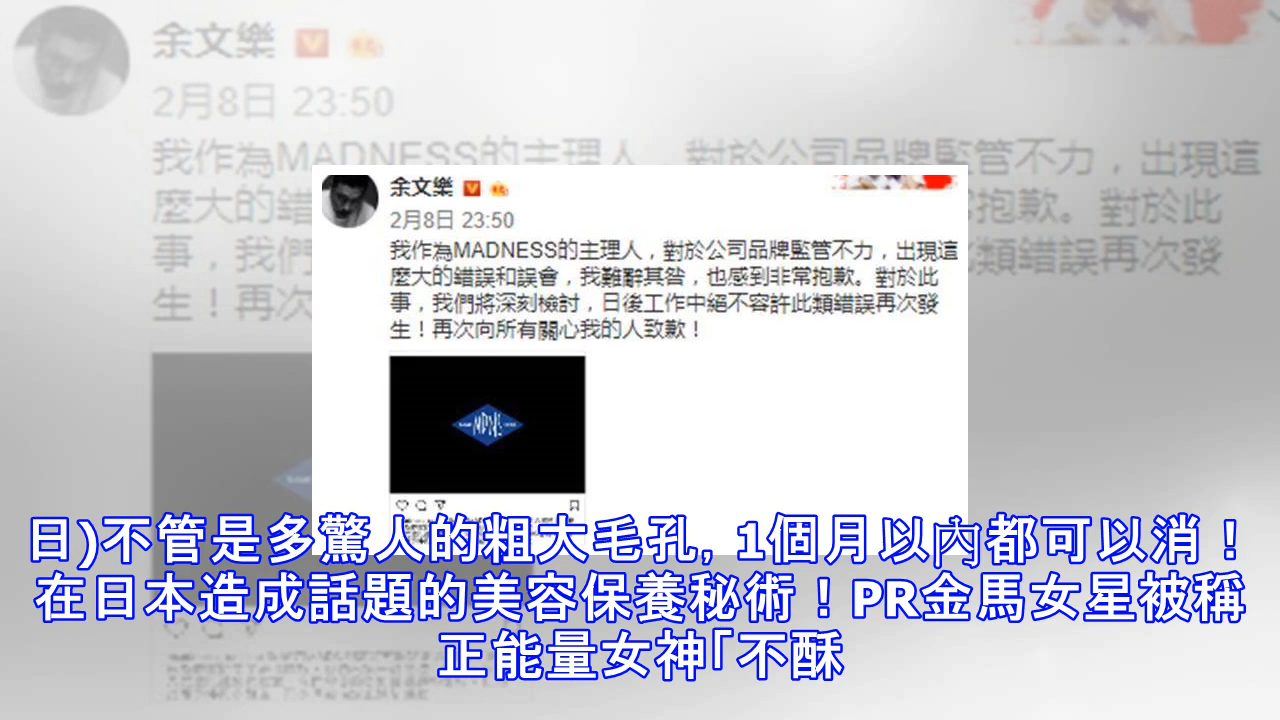 余文樂
2月8日 23:50
我作為MADNESS的主理人，對於公司品牌監管不力，出現這
麼大的錯誤和誤會，我難辭其咎，也感到非常抱歉。對於此
事，我們將深刻檢討，日後工作中絕不容許此類錯誤再次發
生！再次向所有關心我的人致歉！
MDNS
日)不管是多驚人的粗大毛孔, 1個月以內都可以消！
在日本造成話題的美容保養秘術！PR金馬女星被稱
正能量女神「不酥